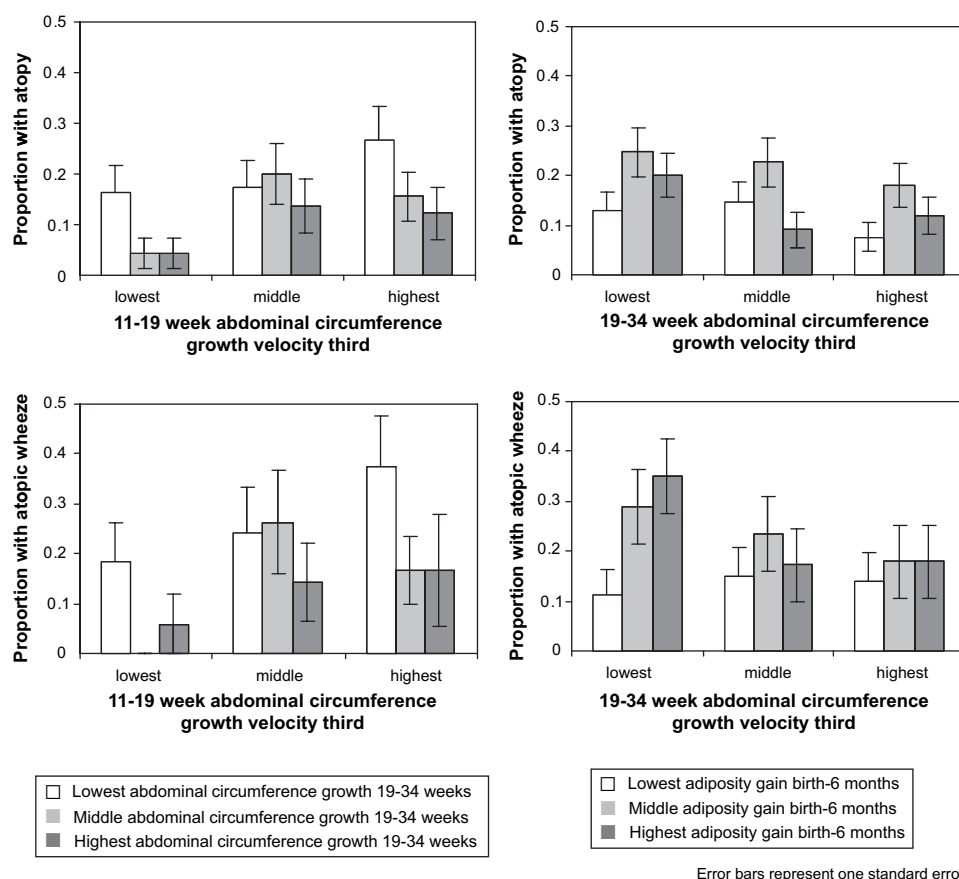 0.5
0.4
0.3
0.2
0.1
0
Proportion with atopy
lowest middle highest
11-19 week abdominal circumference
growth velocity third
0.5
0.4
0.3
0.2
0.1
0
Proportion with atopy
lowest middle highest
19-34 week abdominal circumference
growth velocity third
0.5
0.4
0.3
0.2
0.1
0
Proportion with atopic wheeze
lowest middle highest
11-19 week abdominal circumference
growth velocity third
0.5
0.4
0.3
0.2
0.1
0
Proportion with atopic wheeze
lowest middle highest
19-34 week abdominal circumference
growth velocity third
Lowest abdominal circumference growth 19-34 weeks
Middle abdominal circumference growth 19-34 weeks
Highest abdominal circumference growth 19-34 weeks
Lowest adiposity gain birth-6 months
Middle adiposity gain birth-6 months
Highest adiposity gain birth-6 months
Error bars represent one standard erro